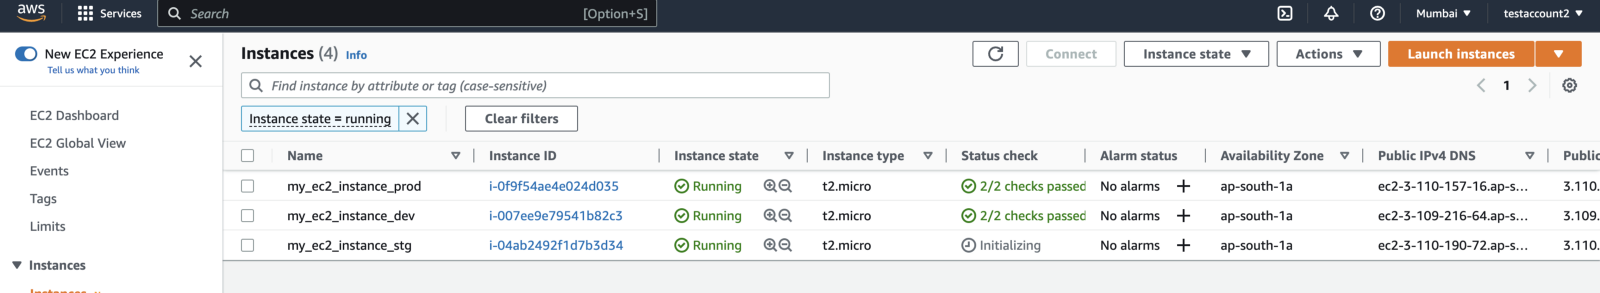 aws Services Search [Option+S] Mumbai ▼ testaccount2 ▼
New EC2 Experience
Tell us what you think
EC2 Dashboard
EC2 Global View
Events
Tags
Limits
▼ Instances
Instances
Instances (4) Info
Connect Instance state ▼ Actions ▼ Launch instances ▼
Find instance by attribute or tag (case-sensitive)
< 1 >
Instance state = running Clear filters
Name Instance ID Instance state Instance type Status check Alarm status Availability Zone Public IPv4 DNS Public
my_ec2_instance_prod i-0f9f54ae4e024d035 Running t2.micro 2/2 checks passed No alarms + ap-south-1a ec2-3-110-157-16.ap-s... 3.110.
my_ec2_instance_dev i-007ee9e79541b82c3 Running t2.micro 2/2 checks passed No alarms + ap-south-1a ec2-3-109-216-64.ap-s... 3.109.
my_ec2_instance_stg i-04ab2492f1d7b3d34 Running t2.micro Initializing No alarms + ap-south-1a ec2-3-110-190-72.ap-s... 3.110.